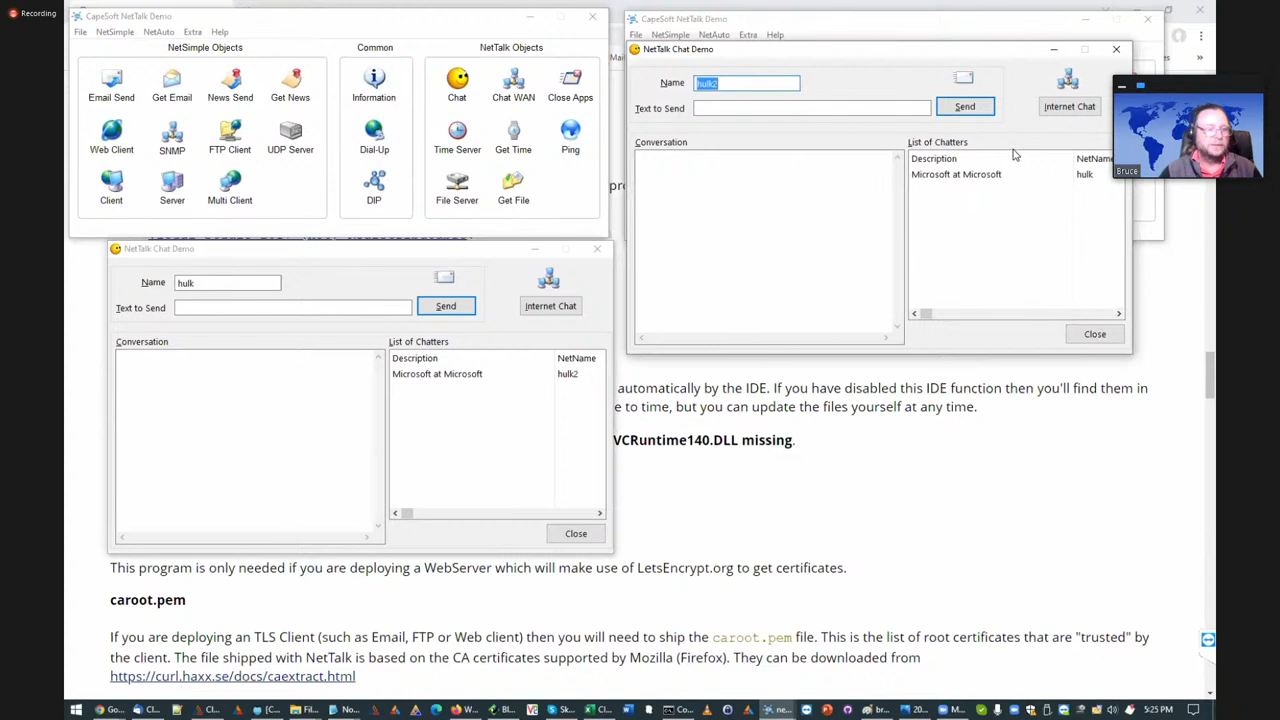 Recording
CapeSoft NetTalk Demo
File NetSimple NetAuto Extra Help
NetSimple Objects Common NetTalk Objects
Email Send Get Email News Send Get News Information Chat Chat WAN Close Apps
Web Client SNMP FTP Client UDP Server Dial-Up Time Server Get Time Ping
Client Server Multi Client DIP File Server Get File
CapeSoft NetTalk Demo
File NetSimple NetAuto Extra Help
NetTalk Chat Demo
Name hulk2
Text to Send Send Internet Chat
Conversation List of Chatters
Description NetName
Microsoft at Microsoft hulk
Close
Bruce
NetTalk Chat Demo
Name hulk
Text to Send Send Internet Chat
Conversation List of Chatters
Description NetName
Microsoft at Microsoft hulk2
Close
automatically by the IDE. If you have disabled this IDE function then you'll find them in
e to time, but you can update the files yourself at any time.
VCRuntime140.DLL missing.
This program is only needed if you are deploying a WebServer which will make use of LetsEncrypt.org to get certificates.
caroot.pem
If you are deploying an TLS Client (such as Email, FTP or Web client) then you will need to ship the caroot.pem file. This is the list of root certificates that are "trusted" by
the client. The file shipped with NetTalk is based on the CA certificates supported by Mozilla (Firefox). They can be downloaded from
https://curl.haxx.se/docs/caextract.html
5:25 PM